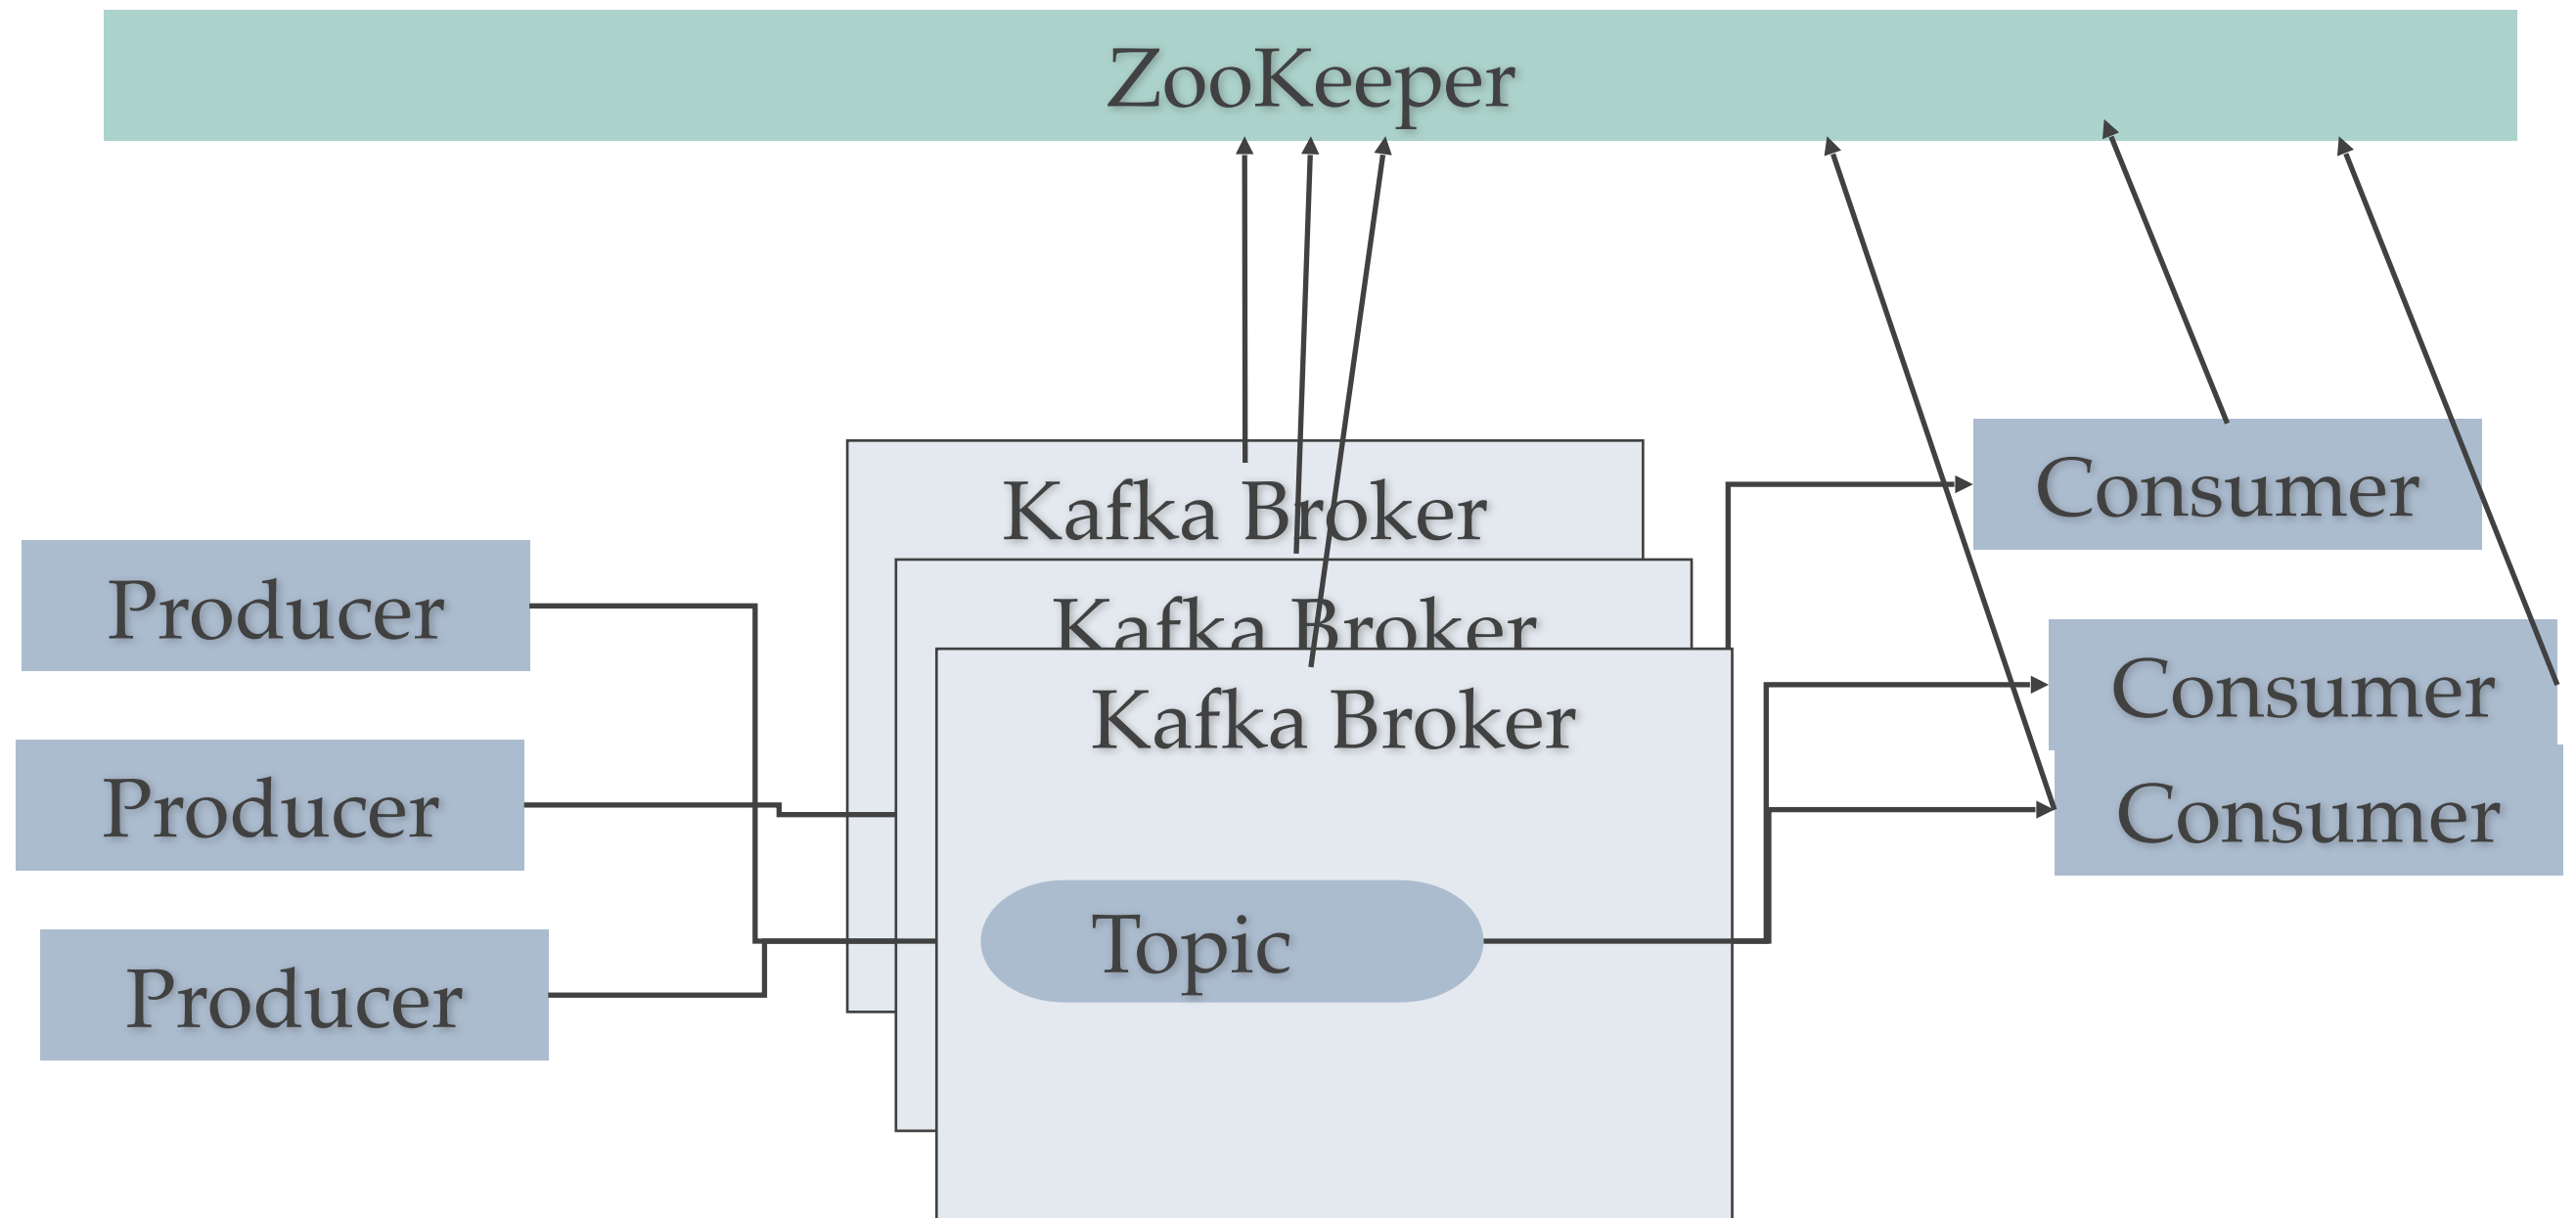 ZooKeeper
Kafka Broker
Kafka Broker
Kafka Broker
Topic
Producer
Producer
Producer
Consumer
Consumer
Consumer